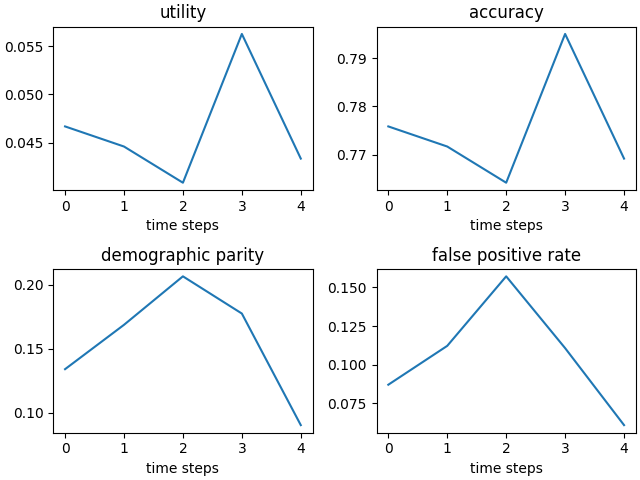 utility
0.055
0.050
0.045
0 1 2 3 4
time steps
accuracy
0.79
0.78
0.77
0 1 2 3 4
time steps
demographic parity
0.20
0.15
0.10
0 1 2 3 4
time steps
false positive rate
0.150
0.125
0.100
0.075
0 1 2 3 4
time steps